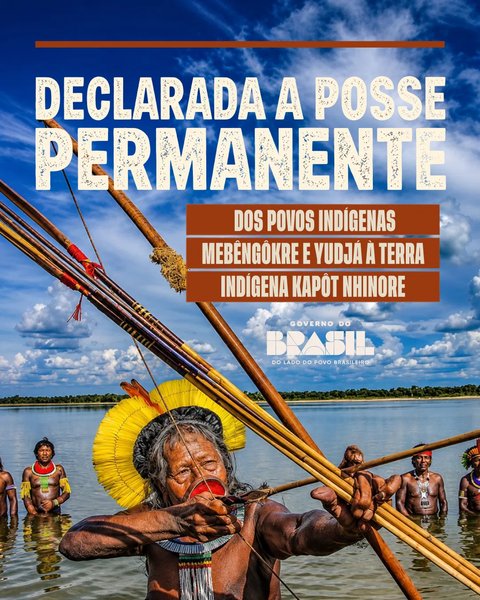 DECLARADA A POSSE
PERMANENTE
DOS POVOS INDÍGENAS
MEBÊNGÔKRE E YUDJÁ À TERRA
INDÍGENA KAPÔT NHINORE
GOVERNO DO
BRASIL
DO LADO DO POVO BRASILEIRO